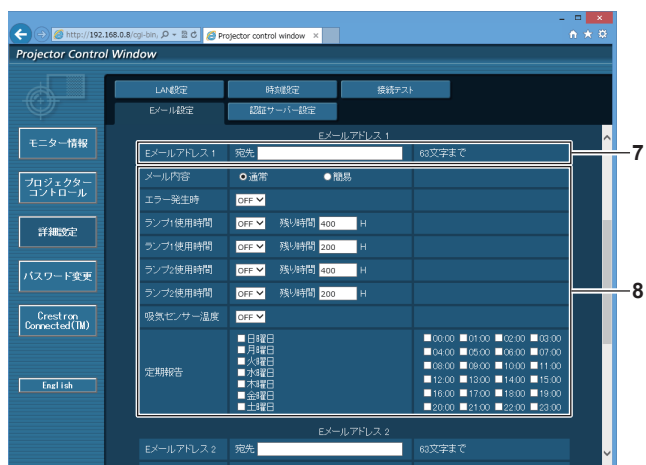 http://192.168.0.8/cgi-bin, Projector control window ×
Projector Control Window
LAN設定 時刻設定 接続テスト
Eメール設定 認証サーバー設定
モニター情報
プロジェクター
コントロール
詳細設定
パスワード変更
Crestron
Connected(TM)
English
Eメールアドレス 1
Eメールアドレス 1 宛先 63文字まで
7
メール内容 通常 簡易
エラー発生時 OFF
ランプ1使用時間 OFF 残り時間 400 H
ランプ1使用時間 OFF 残り時間 200 H
ランプ2使用時間 OFF 残り時間 400 H
ランプ2使用時間 OFF 残り時間 200 H
8
吸気センサー温度 OFF
定期報告
日曜日
月曜日
火曜日
水曜日
木曜日
金曜日
土曜日
00:00 01:00 02:00 03:00
04:00 05:00 06:00 07:00
08:00 09:00 10:00 11:00
12:00 13:00 14:00 15:00
16:00 17:00 18:00 19:00
20:00 21:00 22:00 23:00
Eメールアドレス 2
Eメールアドレス 2 宛先 63文字まで